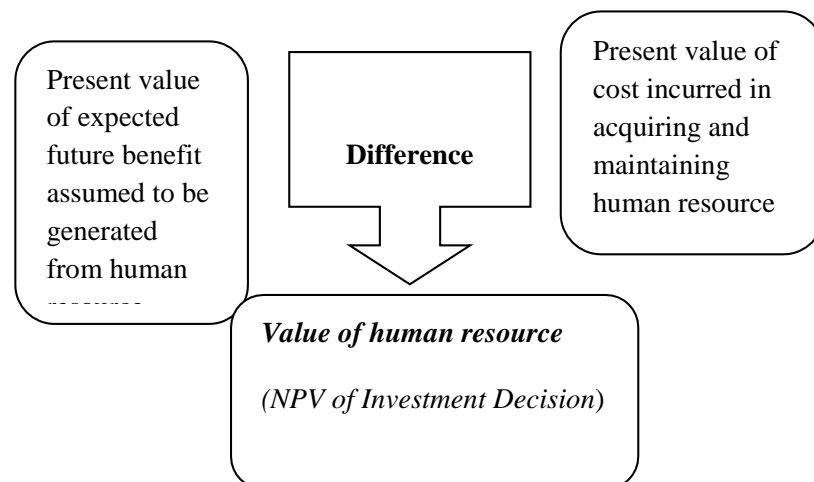 Present value
of expected
future benefit
assumed to be
generated
from human
Difference
Present value of
cost incurred in
acquiring and
maintaining
human resource
Value of human resource
(NPV of Investment Decision)